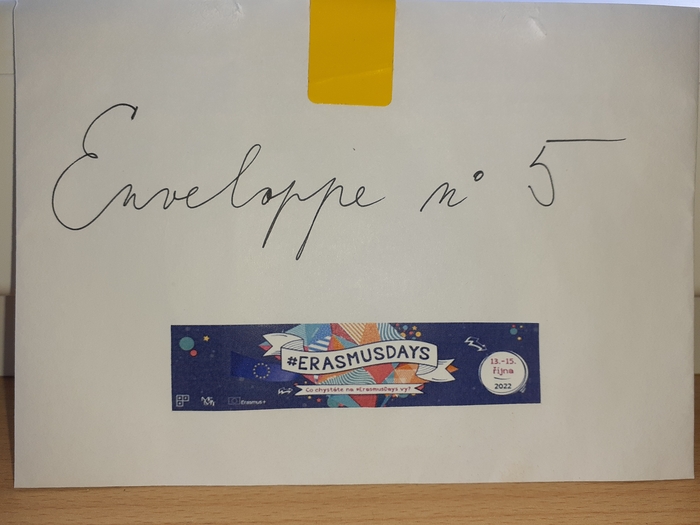 Enveloppe n° 5
#ERASMUSDAYS
Co chystáte na #ErasmusDays vy?
13.-15.
října
2022
Erasmus +